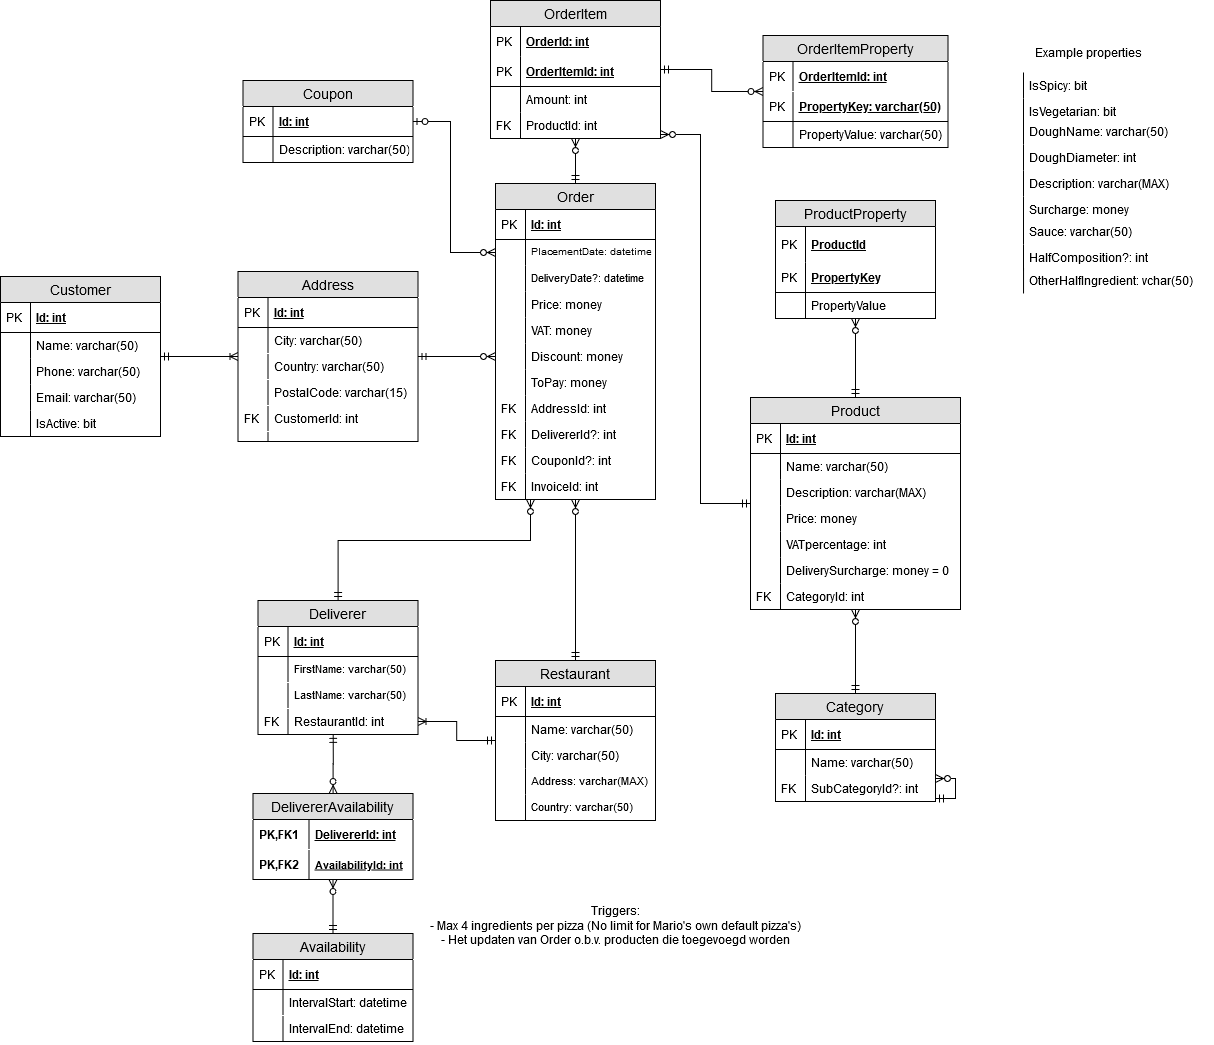 OrderItem
PK OrderId: int
PK OrderItemId: int
Amount: int
FK ProductId: int
OrderItemProperty
PK OrderItemId: int
PK PropertyKey: varchar(50)
PropertyValue: varchar(50)
Example properties
IsSpicy: bit
IsVegetarian: bit
DoughName: varchar(50)
DoughDiameter: int
Description: varchar(MAX)
Surcharge: money
Sauce: varchar(50)
HalfComposition?: int
OtherHalfIngredient: vchar(50)
Coupon
PK Id: int
Description: varchar(50)
Order
PK Id: int
PlacementDate: datetime
DeliveryDate?: datetime
Price: money
VAT: money
Discount: money
ToPay: money
FK AddressId: int
FK DelivererId?: int
FK CouponId?: int
FK InvoiceId: int
ProductProperty
PK ProductId
PK PropertyKey
PropertyValue
Customer
PK Id: int
Name: varchar(50)
Phone: varchar(50)
Email: varchar(50)
IsActive: bit
Address
PK Id: int
City: varchar(50)
Country: varchar(50)
PostalCode: varchar(15)
FK CustomerId: int
Product
PK Id: int
Name: varchar(50)
Description: varchar(MAX)
Price: money
VATpercentage: int
DeliverySurcharge: money = 0
FK CategoryId: int
Deliverer
PK Id: int
FirstName: varchar(50)
LastName: varchar(50)
FK RestaurantId: int
Restaurant
PK Id: int
Name: varchar(50)
City: varchar(50)
Address: varchar(MAX)
Country: varchar(50)
Category
PK Id: int
Name: varchar(50)
FK SubCategoryId?: int
DelivererAvailability
PK,FK1 DelivererId: int
PK,FK2 AvailabilityId: int
Triggers:
- Max 4 ingredients per pizza (No limit for Mario's own default pizza's)
- Het updaten van Order o.b.v. producten die toegevoegd worden
Availability
PK Id: int
IntervalStart: datetime
IntervalEnd: datetime